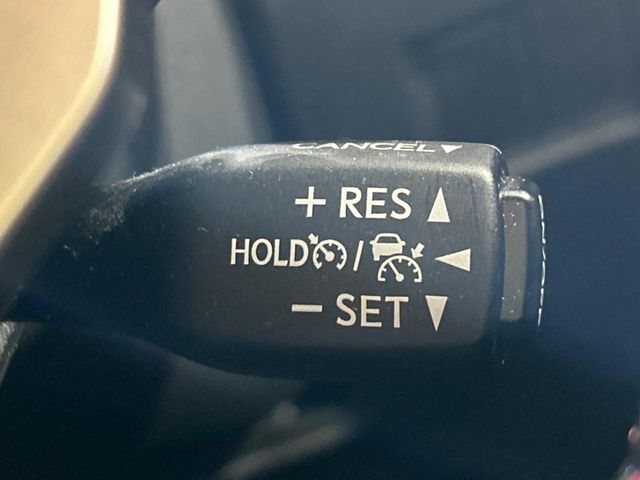 CANCEL▼
+ RES ▲
HOLD / ◀
− SET ▼